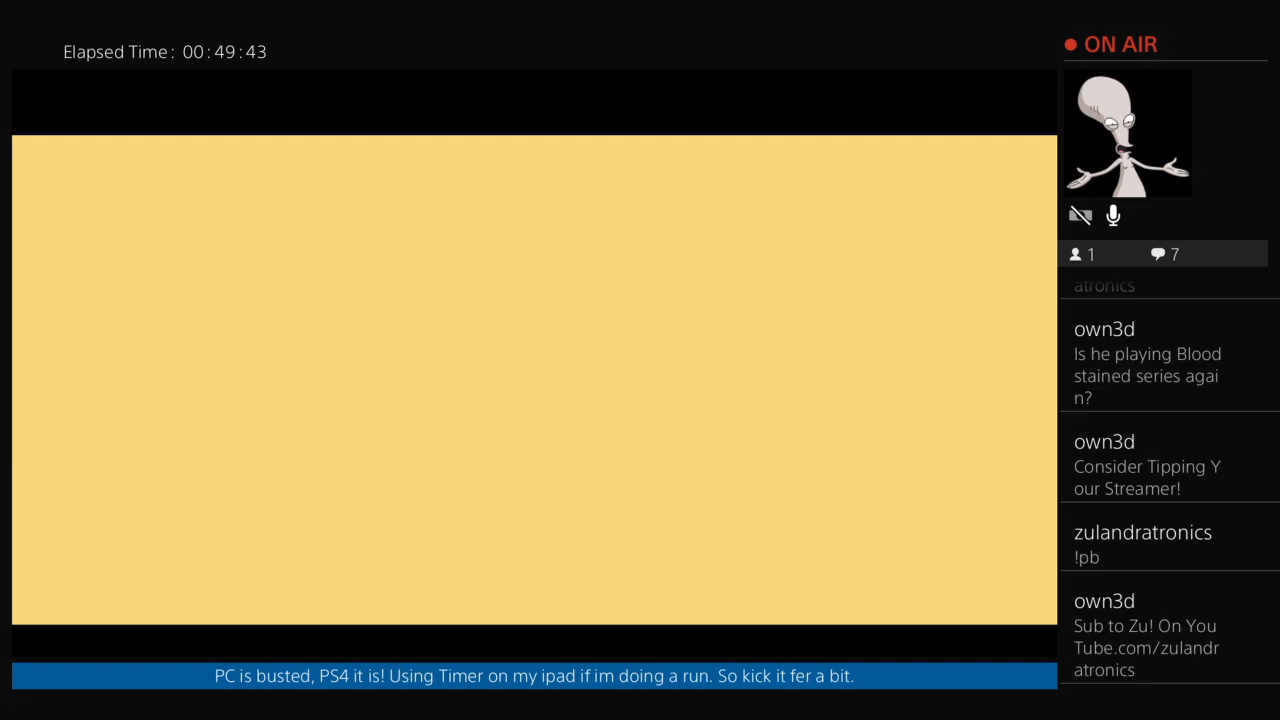 Elapsed Time: 00:49:43
ON AIR
1
7
atronics
own3d
Is he playing Blood
stained series agai
n?
own3d
Consider Tipping Y
our Streamer!
zulandratronics
!pb
own3d
Sub to Zu! On You
Tube.com/zulandr
atronics
PC is busted, PS4 it is! Using Timer on my ipad if im doing a run. So kick it fer a bit.